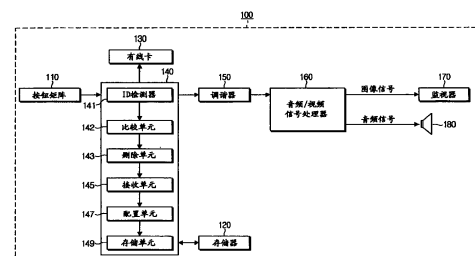 100
130
有线卡
110
按钮矩阵
140
ID检测器
141
142
比较单元
143
删除单元
145
接收单元
147
配置单元
149
存储单元
120
存储器
150
调谐器
160
音频/视频
信号处理器
图像信号
音频信号
170
监视器
180